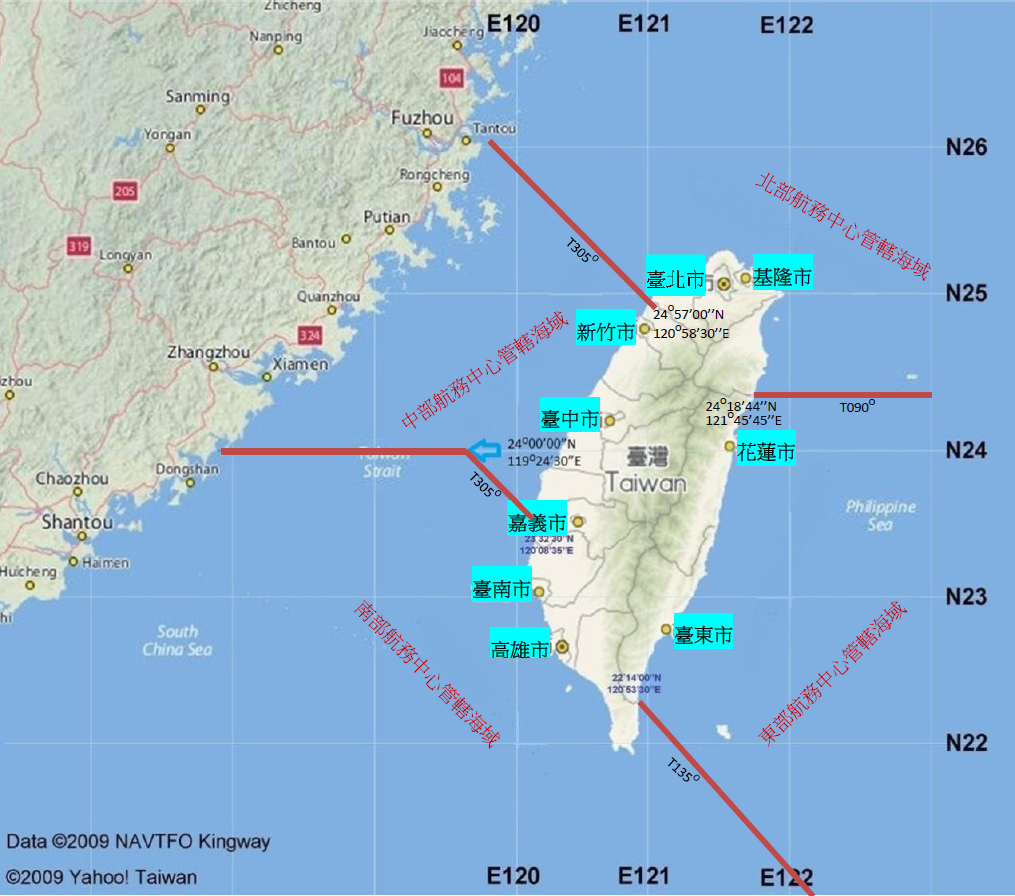 Zhicheng
E120
E121
E122
Nanping
Jiaocheng
104
Sanming
Fuzhou
Tantou
Yongan
N26
Rongcheng
205
北部航務中心管轄海域
Putian
319
Bantou
T305°
Longyan
臺北市
基隆市
Quanzhou
N25
24°57'00''N
120°58'30''E
新竹市
324
中部航務中心管轄海域
Zhangzhou
Xiamen
zhou
24°18'44''N
121°45'45''E
T090°
臺中市
24°00'00"N
119°24'30"E
花蓮市
N24
Taiwan
Strait
臺灣
Taiwan
Dongshan
Chaozhou
T305°
Philippine
Sea
Shantou
嘉義市
23°32'30"N
120°08'35"E
Haimen
Huicheng
臺南市
N23
hi
南部航務中心管轄海域
South
China Sea
高雄市
臺東市
東部航務中心管轄海域
22°14'00"N
120°53'30"E
N22
T135°
Data ©2009 NAVTFO Kingway
©2009 Yahoo! Taiwan
E120
E121
E122